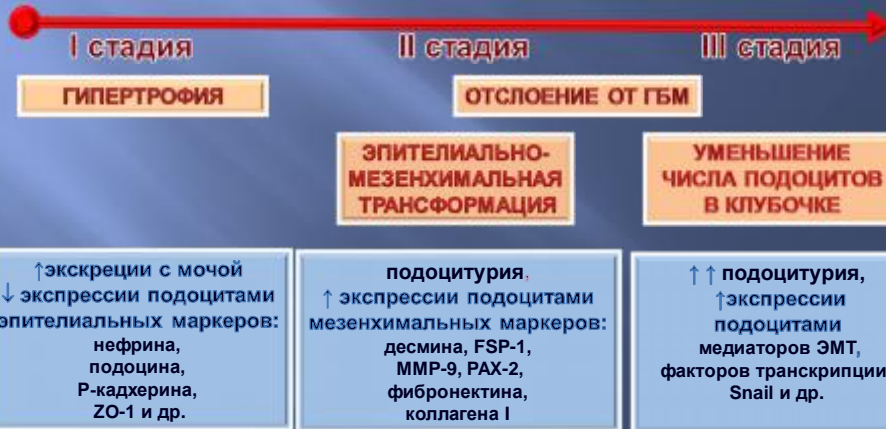 I стадия
II стадия
III стадия
ГИПЕРТРОФИЯ
ОТСЛОЕНИЕ ОТ ГБМ
ЭПИТЕЛИАЛЬНО-
МЕЗЕНХИМАЛЬНАЯ
ТРАНСФОРМАЦИЯ
УМЕНЬШЕНИЕ
ЧИСЛА ПОДОЦИТОВ
В КЛУБОЧКЕ
↑экскреции с мочой
↓ экспрессии подоцитами
эпителиальных маркеров:
нефрина,
подоцина,
Р-кадхерина,
ZO-1 и др.
подоцитурия,
↑ экспрессии подоцитами
мезенхимальных маркеров:
десмина, FSP-1,
MMP-9, PAX-2,
фибронектина,
коллагена I
↑ ↑ подоцитурия,
↑экспрессии
подоцитами
медиаторов ЭМТ,
факторов транскрипции
Snail и др.